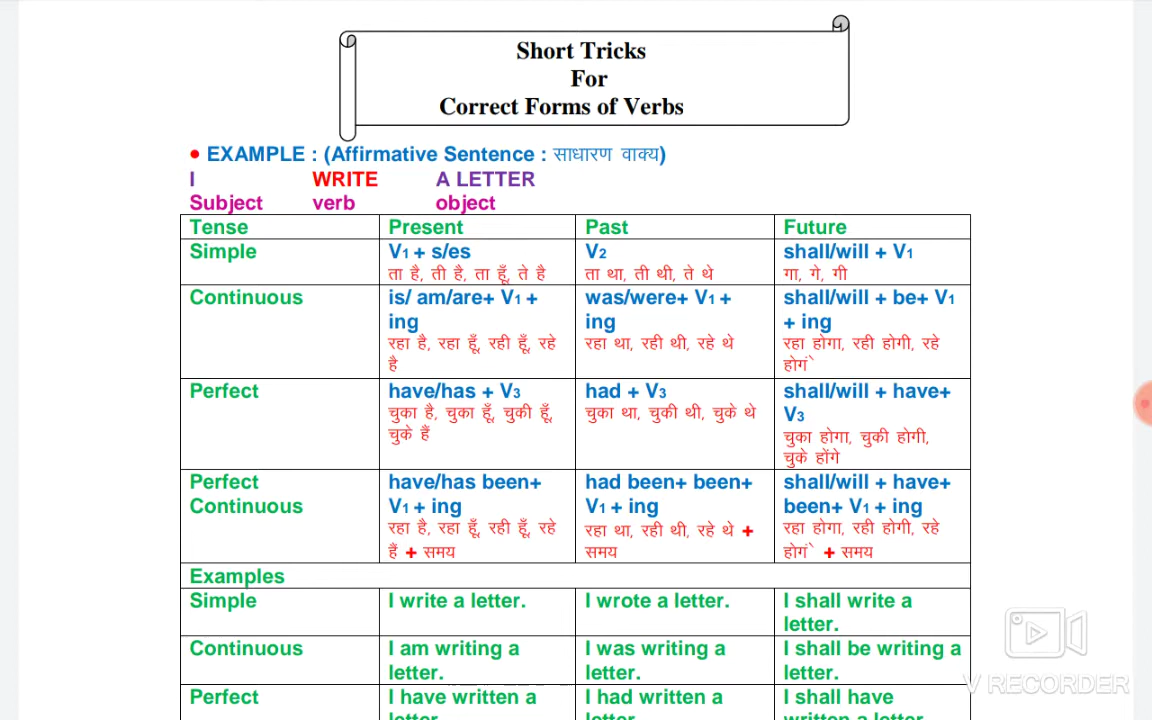 Short Tricks
For
Correct Forms of Verbs
• EXAMPLE : (Affirmative Sentence : साधारण वाक्य)
I WRITE A LETTER
Subject verb object
Tense Present Past Future
Simple V1 + s/es V2 shall/will + V1
ता है, ती है, ता हूँ, ते है ता था, ती थी, ते थे गा, गे, गी
Continuous is/ am/are+ V1 + was/were+ V1 + shall/will + be+ V1
ing ing + ing
रहा है, रहा हूँ, रही हूँ, रहे रहा था, रही थी, रहे थे रहा होगा, रही होगी, रहे
है होगं`
Perfect have/has + V3 had + V3 shall/will + have+
V3
चुका है, चुका हूँ, चुकी हूँ, चुका था, चुकी थी, चुके थे चुका होगा, चुकी होगी,
चुके हैं चुके होंगे
Perfect have/has been+ had been+ been+ shall/will + have+
Continuous V1 + ing V1 + ing been+ V1 + ing
रहा है, रहा हूँ, रही हूँ, रहे रहा था, रही थी, रहे थे + रहा होगा, रही होगी, रहे
हैं + समय समय होगं` + समय
Examples
Simple I write a letter. I wrote a letter. I shall write a
letter.
Continuous I am writing a I was writing a I shall be writing a
letter. letter. letter.
Perfect I have written a I had written a I shall have
letter. letter. written a letter.
V RECORDER